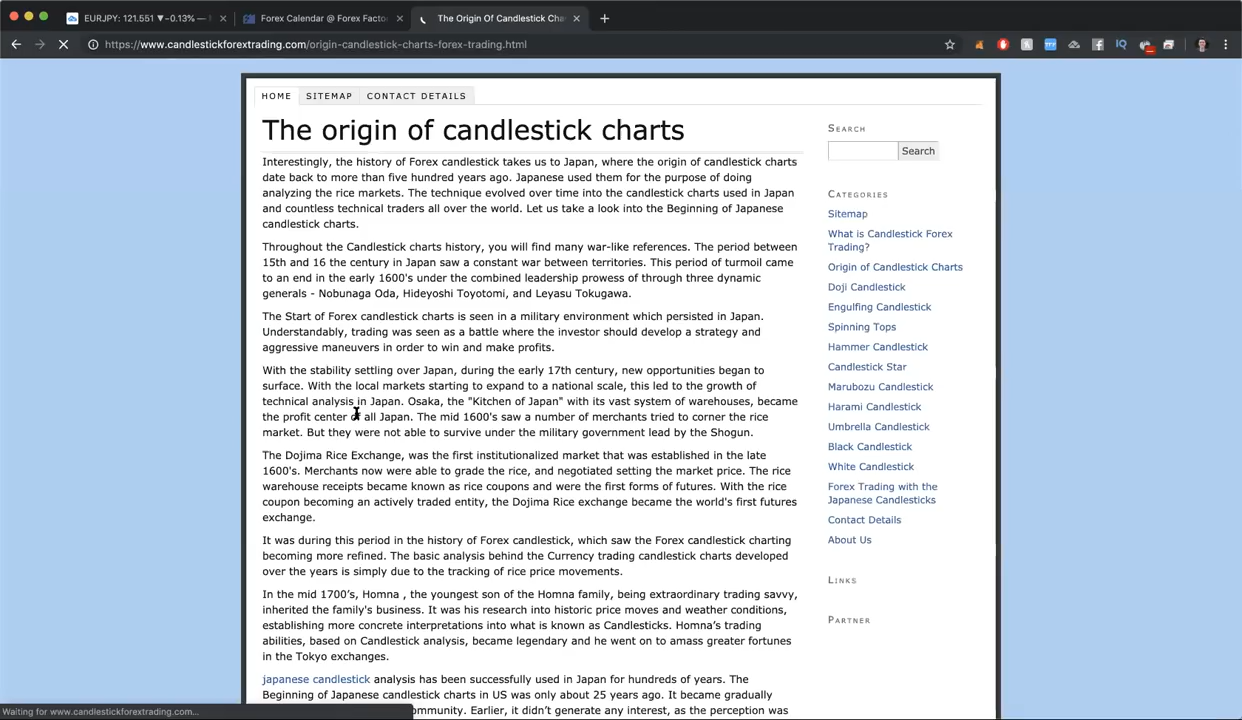 EURJPY: 121.551 ▼−0.13% —
Forex Calendar @ Forex Facto
The Origin Of Candlestick Cha
https://www.candlestickforextrading.com/origin-candlestick-charts-forex-trading.html
HOME SITEMAP CONTACT DETAILS
The origin of candlestick charts
Interestingly, the history of Forex candlestick takes us to Japan, where the origin of candlestick charts
date back to more than five hundred years ago. Japanese used them for the purpose of doing
analyzing the rice markets. The technique evolved over time into the candlestick charts used in Japan
and countless technical traders all over the world. Let us take a look into the Beginning of Japanese
candlestick charts.
Throughout the Candlestick charts history, you will find many war-like references. The period between
15th and 16 the century in Japan saw a constant war between territories. This period of turmoil came
to an end in the early 1600's under the combined leadership prowess of through three dynamic
generals - Nobunaga Oda, Hideyoshi Toyotomi, and Leyasu Tokugawa.
The Start of Forex candlestick charts is seen in a military environment which persisted in Japan.
Understandably, trading was seen as a battle where the investor should develop a strategy and
aggressive maneuvers in order to win and make profits.
With the stability settling over Japan, during the early 17th century, new opportunities began to
surface. With the local markets starting to expand to a national scale, this led to the growth of
technical analysis in Japan. Osaka, the "Kitchen of Japan" with its vast system of warehouses, became
the profit center of all Japan. The mid 1600's saw a number of merchants tried to corner the rice
market. But they were not able to survive under the military government lead by the Shogun.
The Dojima Rice Exchange, was the first institutionalized market that was established in the late
1600's. Merchants now were able to grade the rice, and negotiated setting the market price. The rice
warehouse receipts became known as rice coupons and were the first forms of futures. With the rice
coupon becoming an actively traded entity, the Dojima Rice exchange became the world's first futures
exchange.
It was during this period in the history of Forex candlestick, which saw the Forex candlestick charting
becoming more refined. The basic analysis behind the Currency trading candlestick charts developed
over the years is simply due to the tracking of rice price movements.
In the mid 1700’s, Homna , the youngest son of the Homna family, being extraordinary trading savvy,
inherited the family's business. It was his research into historic price moves and weather conditions,
establishing more concrete interpretations into what is known as Candlesticks. Homna’s trading
abilities, based on Candlestick analysis, became legendary and he went on to amass greater fortunes
in the Tokyo exchanges.
japanese candlestick analysis has been successfully used in Japan for hundreds of years. The
Beginning of Japanese candlestick charts in US was only about 25 years ago. It became gradually
community. Earlier, it didn’t generate any interest, as the perception was
SEARCH
Search
CATEGORIES
Sitemap
What is Candlestick Forex
Trading?
Origin of Candlestick Charts
Doji Candlestick
Engulfing Candlestick
Spinning Tops
Hammer Candlestick
Candlestick Star
Marubozu Candlestick
Harami Candlestick
Umbrella Candlestick
Black Candlestick
White Candlestick
Forex Trading with the
Japanese Candlesticks
Contact Details
About Us
LINKS
PARTNER
Waiting for www.candlestickforextrading.com...